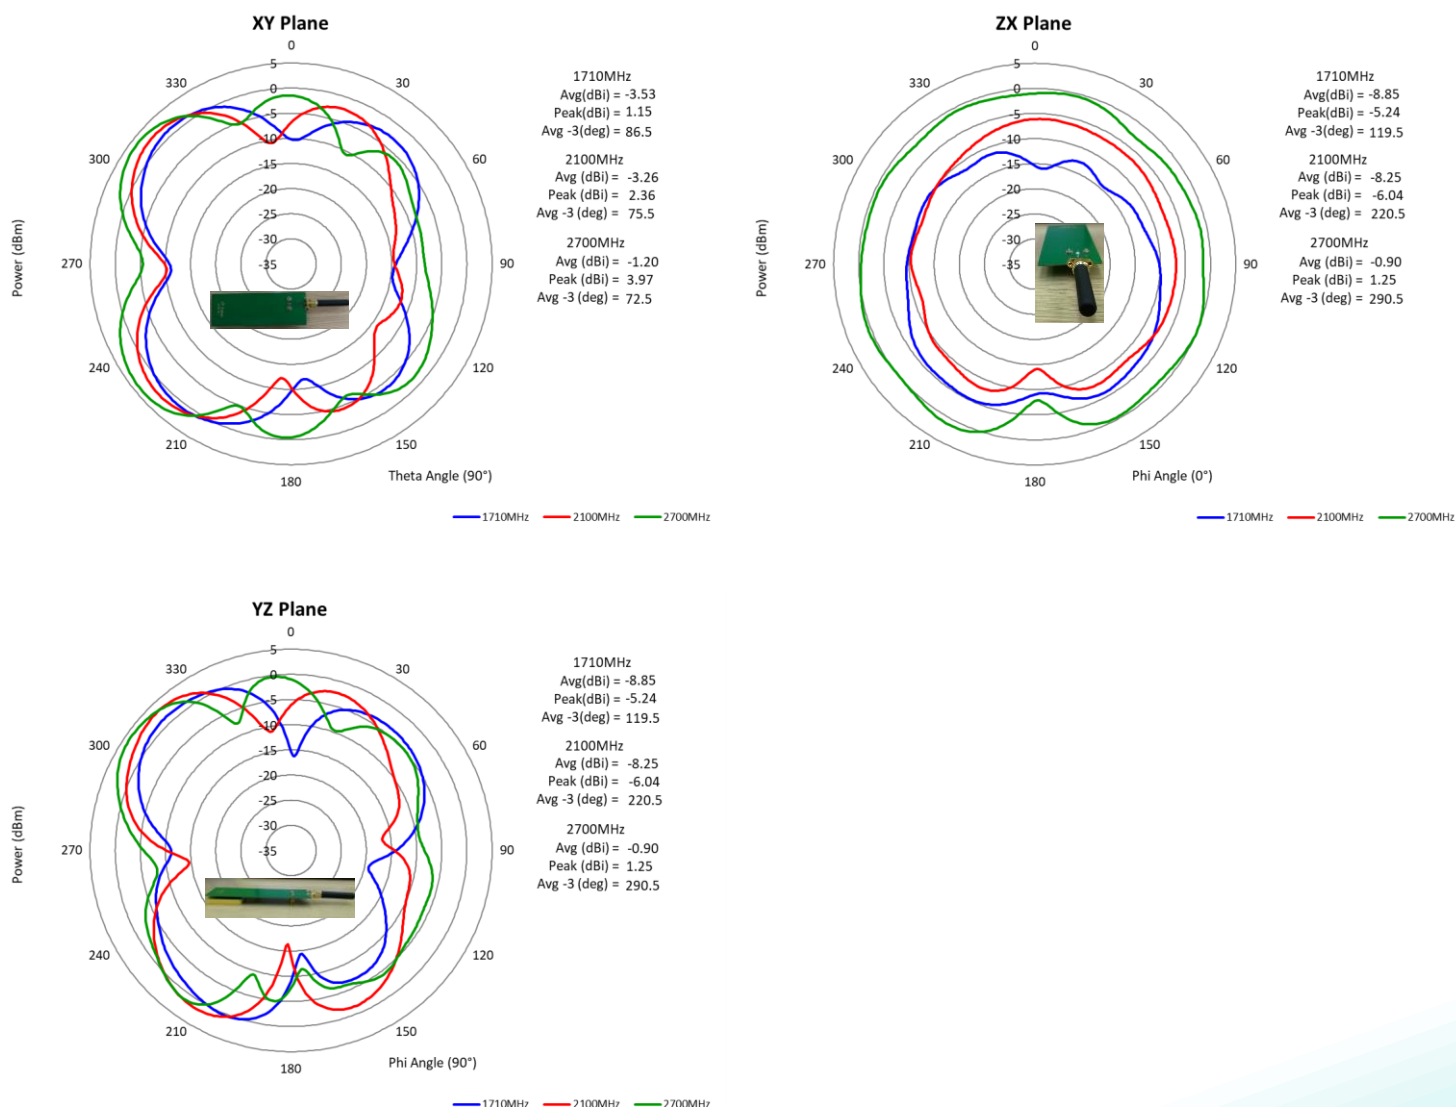 XY Plane
0
5
0
-5
-10
-15
-20
-25
-30
-35
30
60
90
120
150
180
210
240
270
300
330
Power (dBm)
Theta Angle (90°)
1710MHz
Avg(dBi) = -3.53
Peak(dBi) = 1.15
Avg -3(deg) = 86.5
2100MHz
Avg (dBi) = -3.26
Peak (dBi) = 2.36
Avg -3 (deg) = 75.5
2700MHz
Avg (dBi) = -1.20
Peak (dBi) = 3.97
Avg -3 (deg) = 72.5
1710MHz 2100MHz 2700MHz
ZX Plane
0
5
0
-5
-10
-15
-20
-25
-30
-35
30
60
90
120
150
180
210
240
270
300
330
Power (dBm)
Phi Angle (0°)
1710MHz
Avg(dBi) = -8.85
Peak(dBi) = -5.24
Avg -3(deg) = 119.5
2100MHz
Avg (dBi) = -8.25
Peak (dBi) = -6.04
Avg -3 (deg) = 220.5
2700MHz
Avg (dBi) = -0.90
Peak (dBi) = 1.25
Avg -3 (deg) = 290.5
1710MHz 2100MHz 2700MHz
YZ Plane
0
5
0
-5
-10
-15
-20
-25
-30
-35
30
60
90
120
150
180
210
240
270
300
330
Power (dBm)
Phi Angle (90°)
1710MHz
Avg(dBi) = -8.85
Peak(dBi) = -5.24
Avg -3(deg) = 119.5
2100MHz
Avg (dBi) = -8.25
Peak (dBi) = -6.04
Avg -3 (deg) = 220.5
2700MHz
Avg (dBi) = -0.90
Peak (dBi) = 1.25
Avg -3 (deg) = 290.5
1710MHz 2100MHz 2700MHz